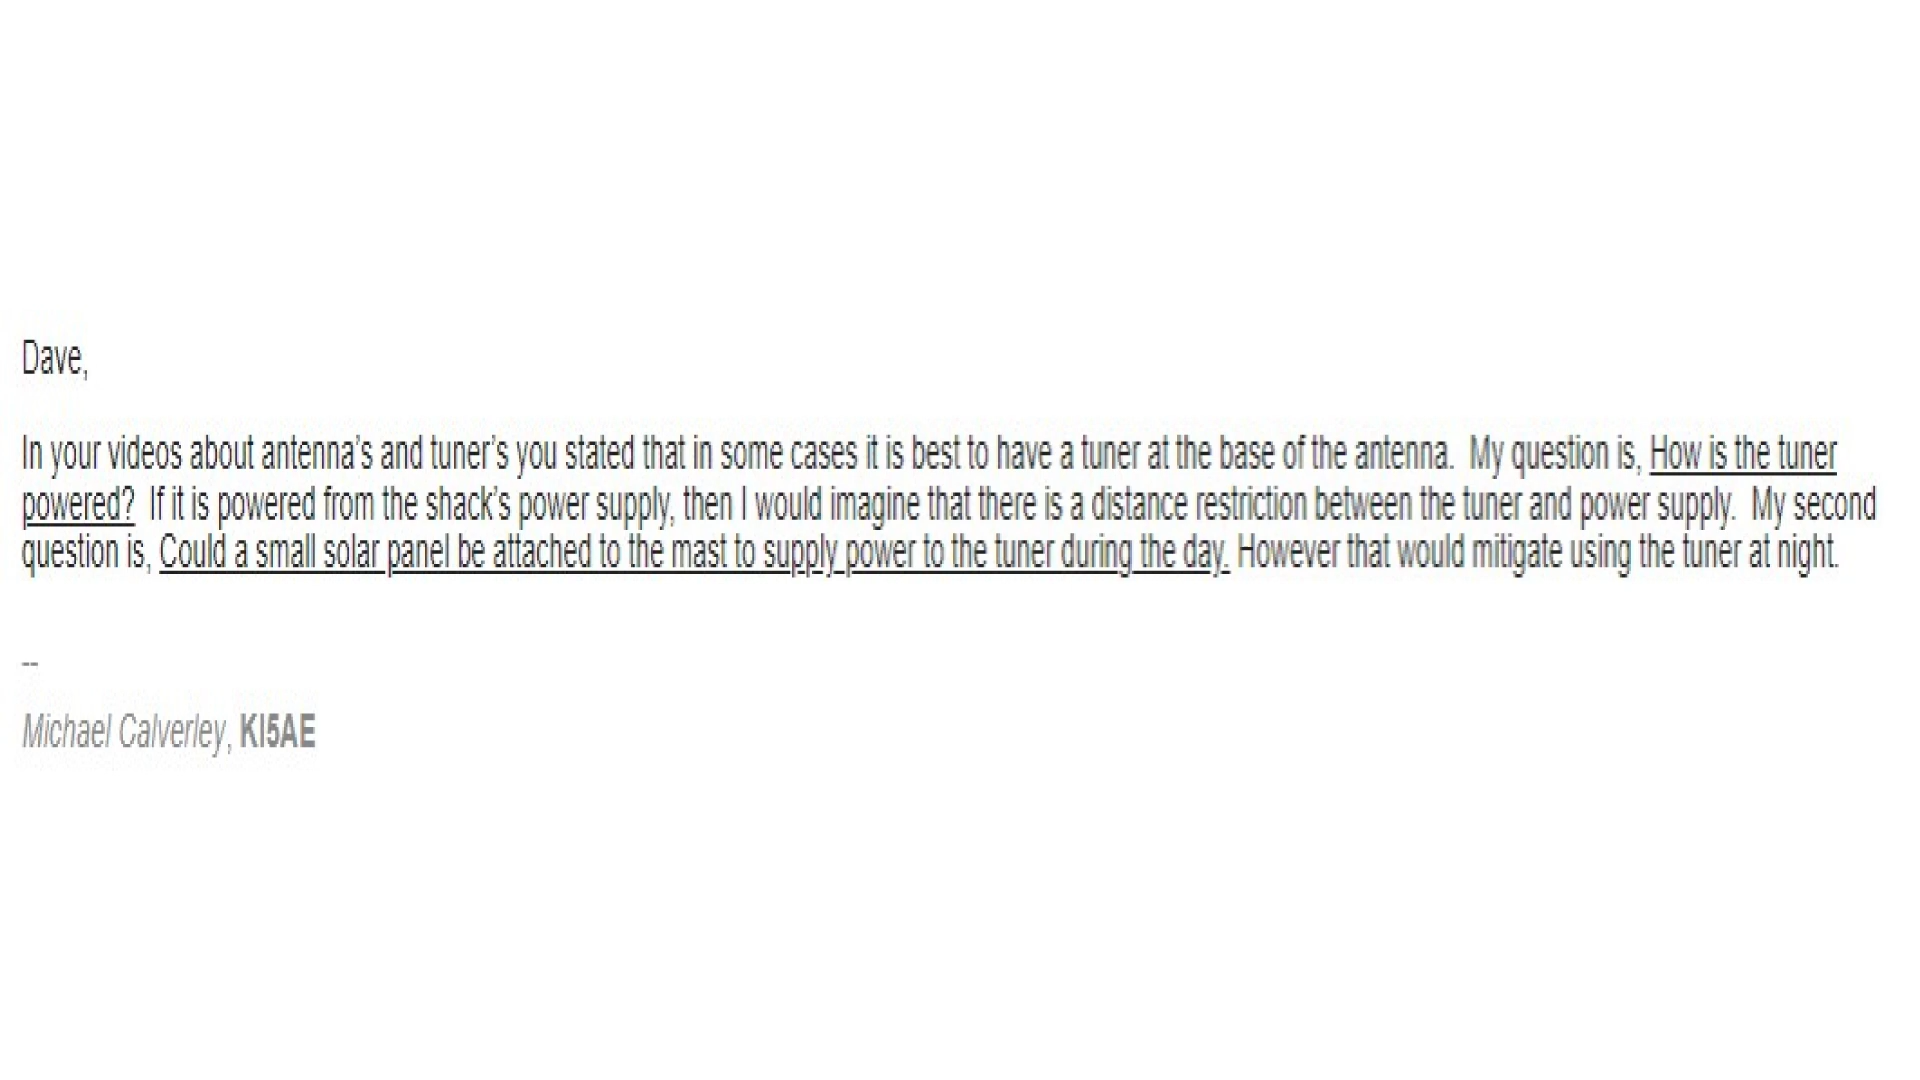 Dave,
In your videos about antenna’s and tuner’s you stated that in some cases it is best to have a tuner at the base of the antenna.  My question is, How is the tuner
powered?  If it is powered from the shack’s power supply, then I would imagine that there is a distance restriction between the tuner and power supply.  My second
question is, Could a small solar panel be attached to the mast to supply power to the tuner during the day. However that would mitigate using the tuner at night.
--
Michael Calverley, KI5AE